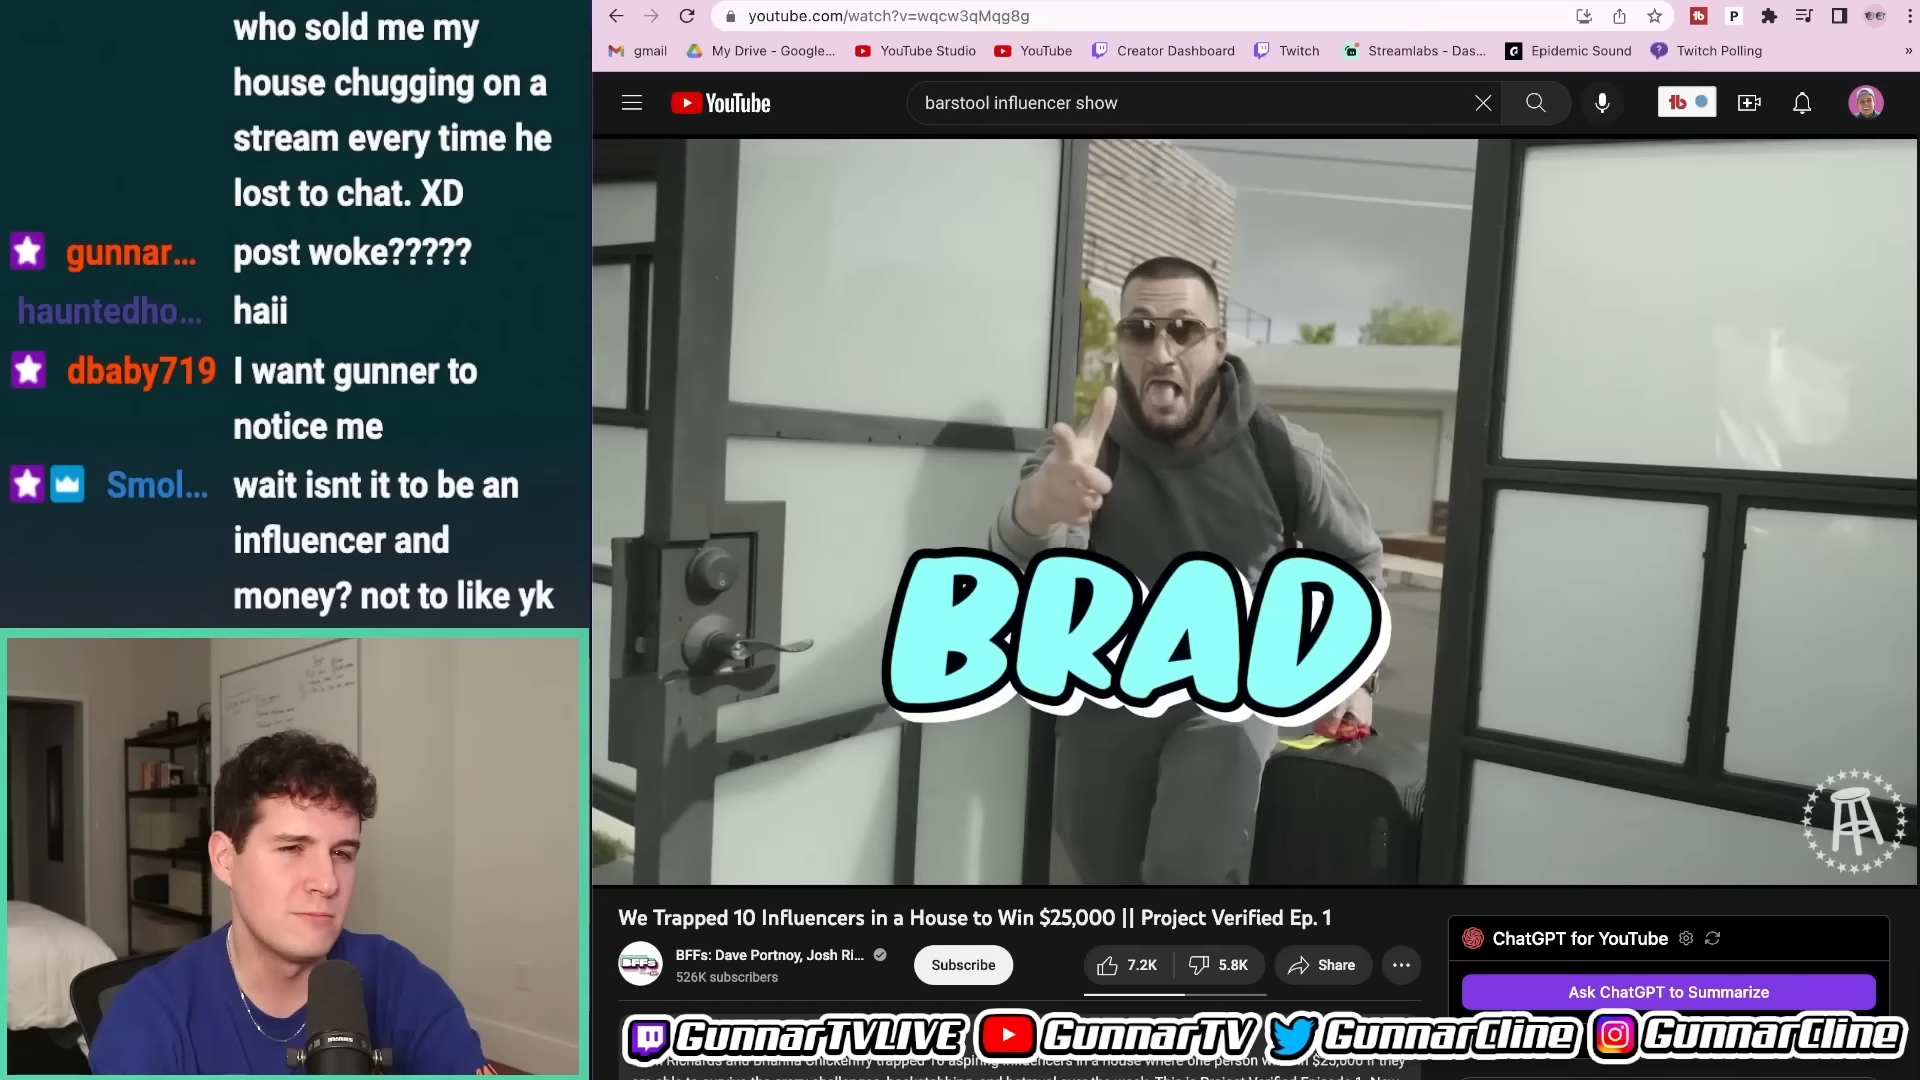 who sold me my
house chugging on a
stream every time he
lost to chat. XD
gunnar... post woke?????
hauntedho... haii
dbaby719 I want gunner to
notice me
Smol... wait isnt it to be an
influencer and
money? not to like yk
youtube.com/watch?v=wqcw3qMqg8g
gmail My Drive - Google... YouTube Studio YouTube Creator Dashboard Twitch Streamlabs - Das... Epidemic Sound Twitch Polling »
YouTube barstool influencer show
BRAD
We Trapped 10 Influencers in a House to Win $25,000 || Project Verified Ep. 1
BFFs: Dave Portnoy, Josh Ri...
526K subscribers
Subscribe
7.2K 5.8K Share
ChatGPT for YouTube
Ask ChatGPT to Summarize
GunnarTVLIVE GunnarTV GunnarCline GunnarCline